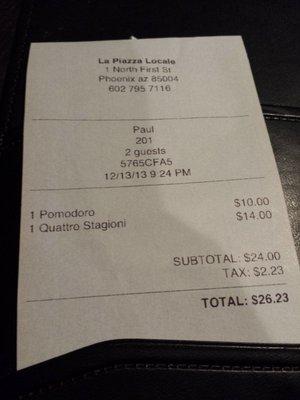 La Piazza Locale
1 North First St
Phoenix az 85004
602 795 7116
Paul
201
2 guests
5765CFA5
12/13/13 9:24 PM
1 Pomodoro $10.00
1 Quattro Stagioni $14.00
SUBTOTAL: $24.00
TAX: $2.23
TOTAL: $26.23